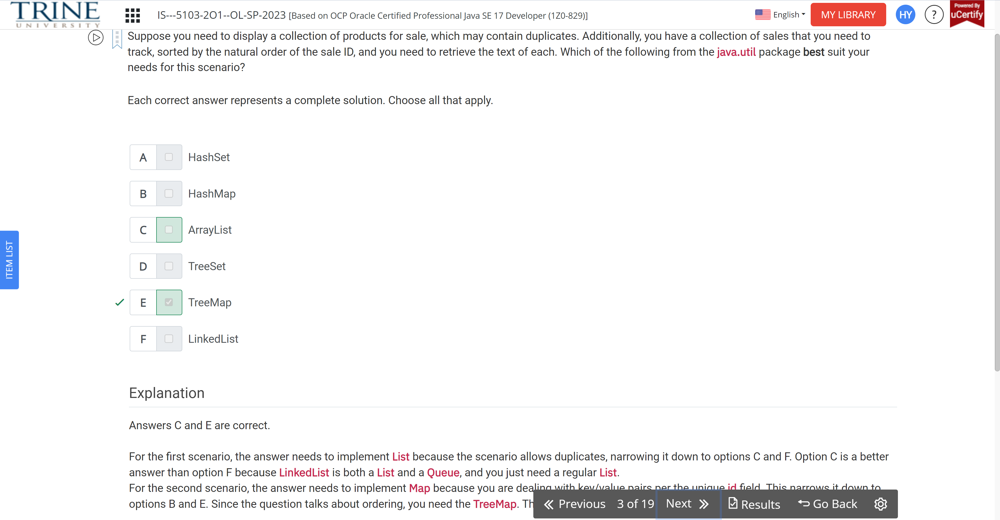 TRINE
UNIVERSITY
IS---5103-2O1--OL-SP-2023 [Based on OCP Oracle Certified Professional Java SE 17 Developer (1Z0-829)]
English
MY LIBRARY
HY
?
Powered By
uCertify
Suppose you need to display a collection of products for sale, which may contain duplicates. Additionally, you have a collection of sales that you need to
track, sorted by the natural order of the sale ID, and you need to retrieve the text of each. Which of the following from the java.util package best suit your
needs for this scenario?
Each correct answer represents a complete solution. Choose all that apply.
A HashSet
B HashMap
C ArrayList
D TreeSet
E TreeMap
F LinkedList
ITEM LIST
Explanation
Answers C and E are correct.
For the first scenario, the answer needs to implement List because the scenario allows duplicates, narrowing it down to options C and F. Option C is a better
answer than option F because LinkedList is both a List and a Queue, and you just need a regular List.
For the second scenario, the answer needs to implement Map because you are dealing with key/value pairs per the unique id field. This narrows it down to
options B and E. Since the question talks about ordering, you need the TreeMap. Th
Previous 3 of 19 Next Results Go Back